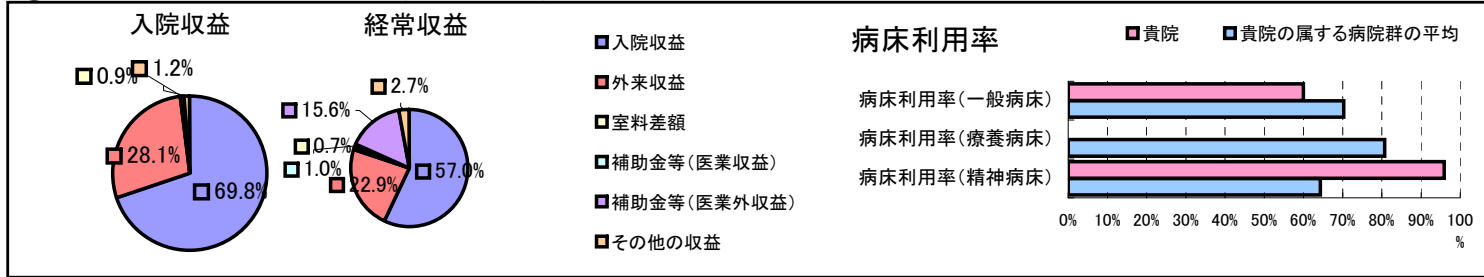 入院収益
0.9%
1.2%
28.1%
69.8%
経常収益
2.7%
15.6%
0.7%
1.0%
22.9%
57.0%
入院収益
外来収益
室料差額
補助金等(医業収益)
補助金等(医業外収益)
その他の収益
病床利用率
貴院
貴院の属する病院群の平均
病床利用率(一般病床)
病床利用率(療養病床)
病床利用率(精神病床)
0% 10% 20% 30% 40% 50% 60% 70% 80% 90% 100
%